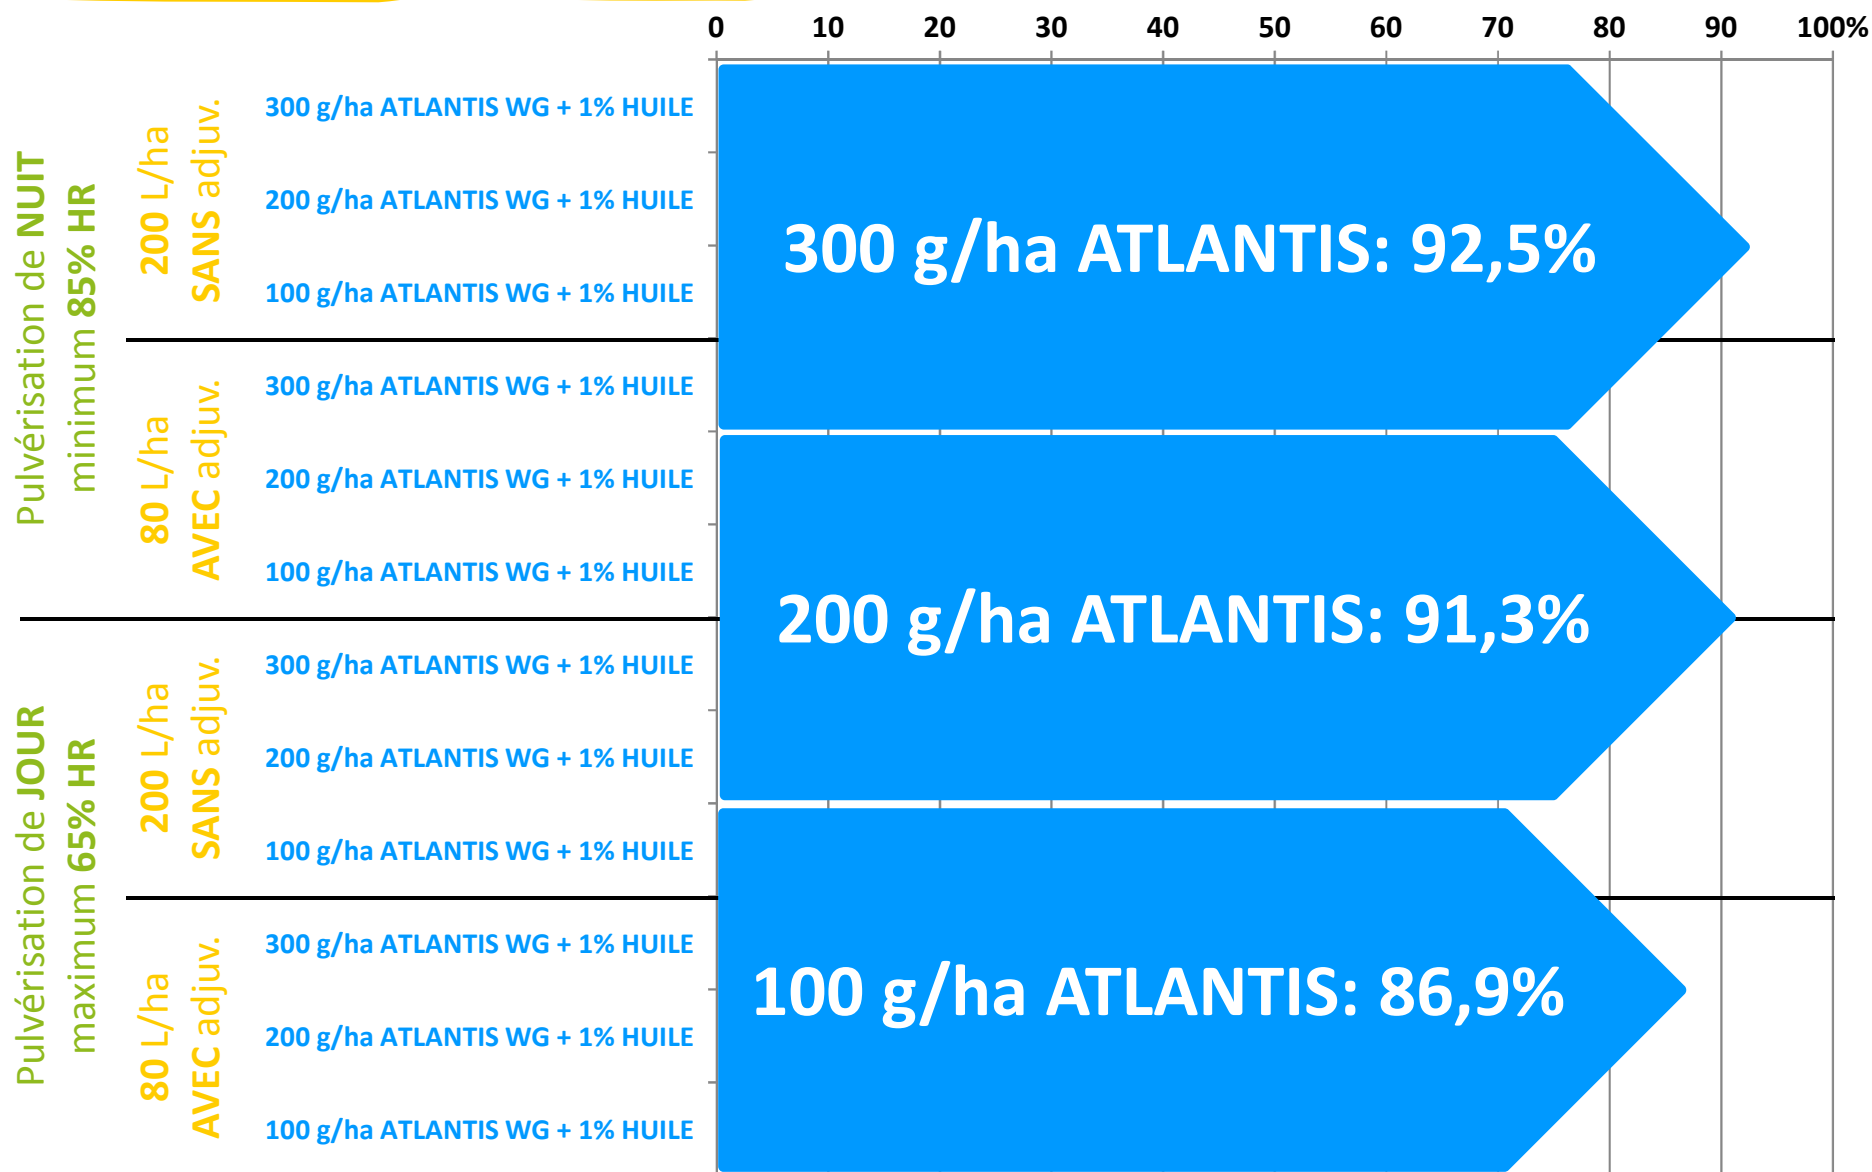 0 10 20 30 40 50 60 70 80 90 100%
Pulvérisation de NUIT
minimum 85% HR
200 L/ha
SANS adjuv.
300 g/ha ATLANTIS WG + 1% HUILE
200 g/ha ATLANTIS WG + 1% HUILE
100 g/ha ATLANTIS WG + 1% HUILE
80 L/ha
AVEC adjuv.
300 g/ha ATLANTIS WG + 1% HUILE
200 g/ha ATLANTIS WG + 1% HUILE
100 g/ha ATLANTIS WG + 1% HUILE
Pulvérisation de JOUR
maximum 65% HR
200 L/ha
SANS adjuv.
300 g/ha ATLANTIS WG + 1% HUILE
200 g/ha ATLANTIS WG + 1% HUILE
100 g/ha ATLANTIS WG + 1% HUILE
80 L/ha
AVEC adjuv.
300 g/ha ATLANTIS WG + 1% HUILE
200 g/ha ATLANTIS WG + 1% HUILE
100 g/ha ATLANTIS WG + 1% HUILE
300 g/ha ATLANTIS: 92,5%
200 g/ha ATLANTIS: 91,3%
100 g/ha ATLANTIS: 86,9%